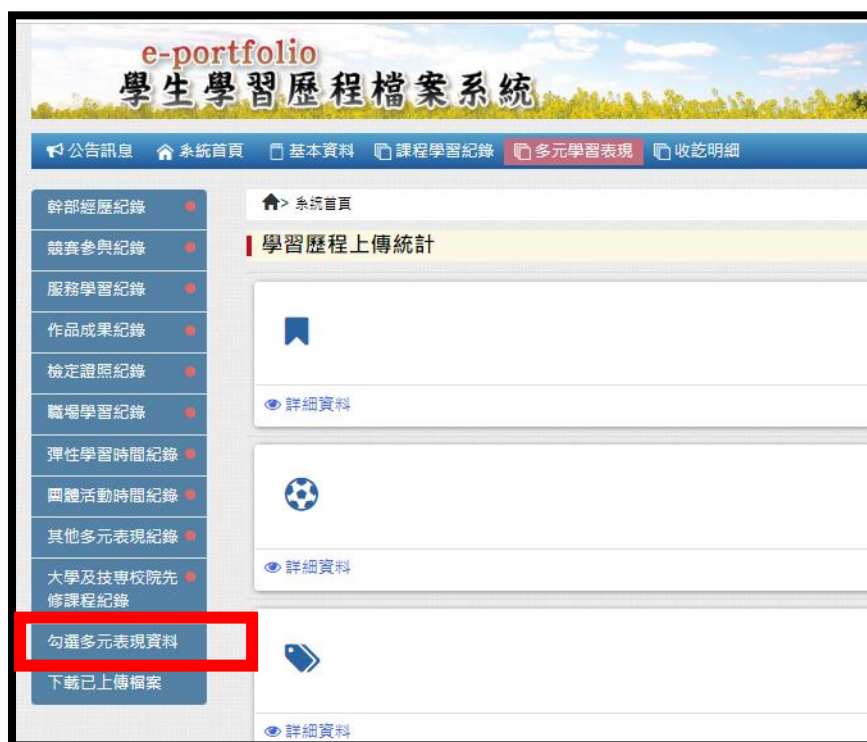 e-portfolio
學生學習歷程檔案系統
公告訊息 系統首頁 基本資料 課程學習紀錄 多元學習表現 收訖明細
幹部經歷紀錄
競賽參與紀錄
服務學習紀錄
作品成果紀錄
檢定證照紀錄
職場學習紀錄
彈性學習時間紀錄
團體活動時間紀錄
其他多元表現紀錄
大學及技專校院先
修課程紀錄
勾選多元表現資料
下載已上傳檔案
> 系統首頁
學習歷程上傳統計
詳細資料
詳細資料
詳細資料